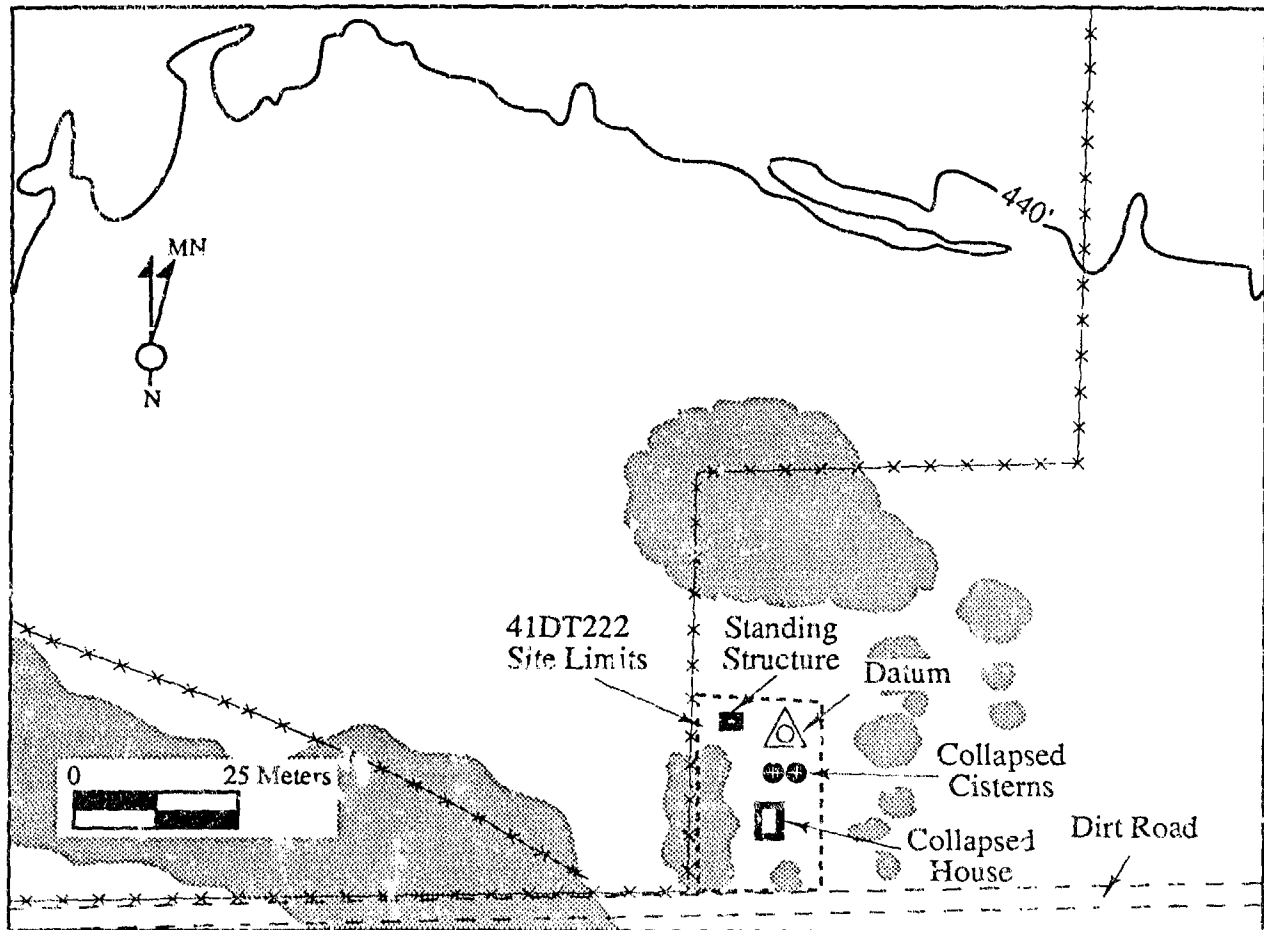 440'
MN
N
41DT222
Site Limits
Standing
Structure
Datum
0 25 Meters
Collapsed
Cisterns
Dirt Road
Collapsed
House